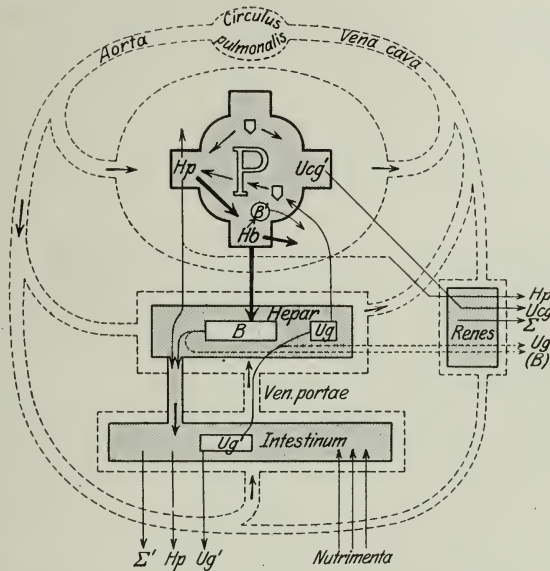 Circulus
pulmonalis
Aorta
Vena cava
Hp
P
Ucg'
B'
Hb
Hepar
B
Ug
Renes
Hp
Ucg
Σ
Ug
(B)
Ven. portae
Ug'
Intestinum
Σ' Hp Ug' Nutrimenta